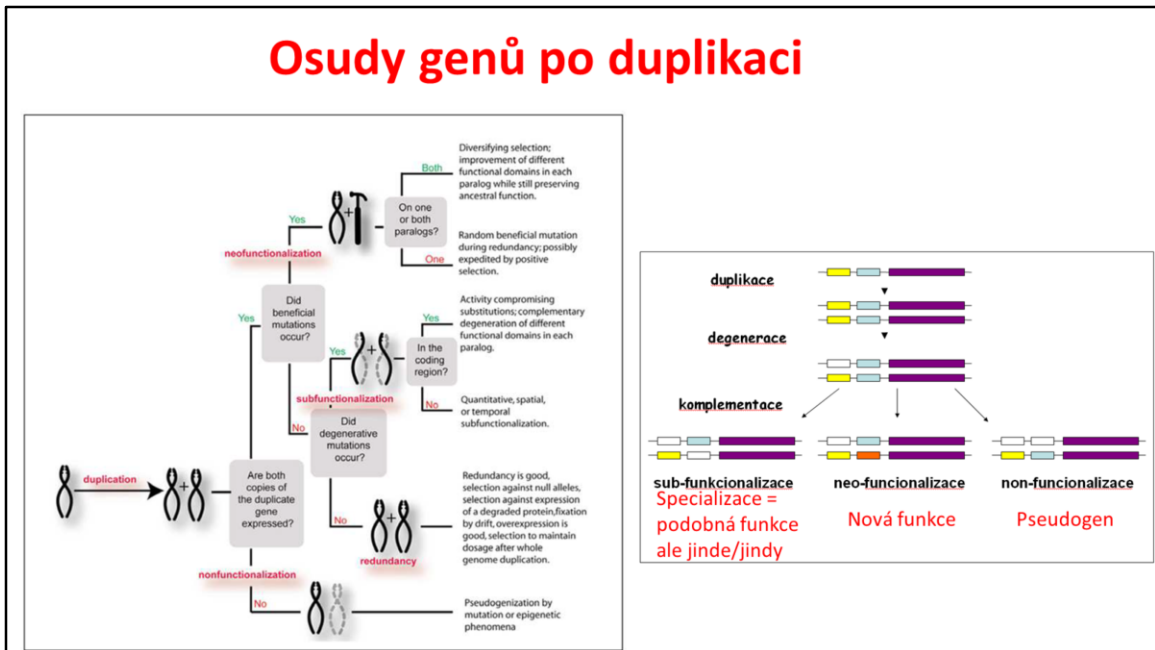 Osudy genů po duplikaci
Diversifying selection;
improvement of different
functional domains in each
paralog while still preserving
ancestral function.
Both
On one
or both
paralogs?
Yes
One
Random beneficial mutation
during redundancy; possibly
expedited by positive
selection.
neofunctionalization
Did
beneficial
mutations
occur?
Yes
Activity compromising
substitutions; complementary
degeneration of different
functional domains in each
paralog.
Yes
Yes
In the
coding
region?
No
Quantitative, spatial,
or temporal
subfunctionalization.
subfunctionalization
No
Did
degenerative
mutations
occur?
duplication
Are both
copies of
the duplicate
gene
expressed?
Redundancy is good,
selection against null alleles,
selection against expression
of a degraded protein,fixation
by drift, overexpression is
good, selection to maintain
dosage after whole
genome duplication.
No
redundancy
nonfunctionalization
No
Pseudogenization by
mutation or epigenetic
phenomena
duplikace
degenerace
komplementace
sub-funkcionalizace
neo-funcionalizace
non-funcionalizace
Specializace =
podobná funkce
ale jinde/jindy
Nová funkce
Pseudogen